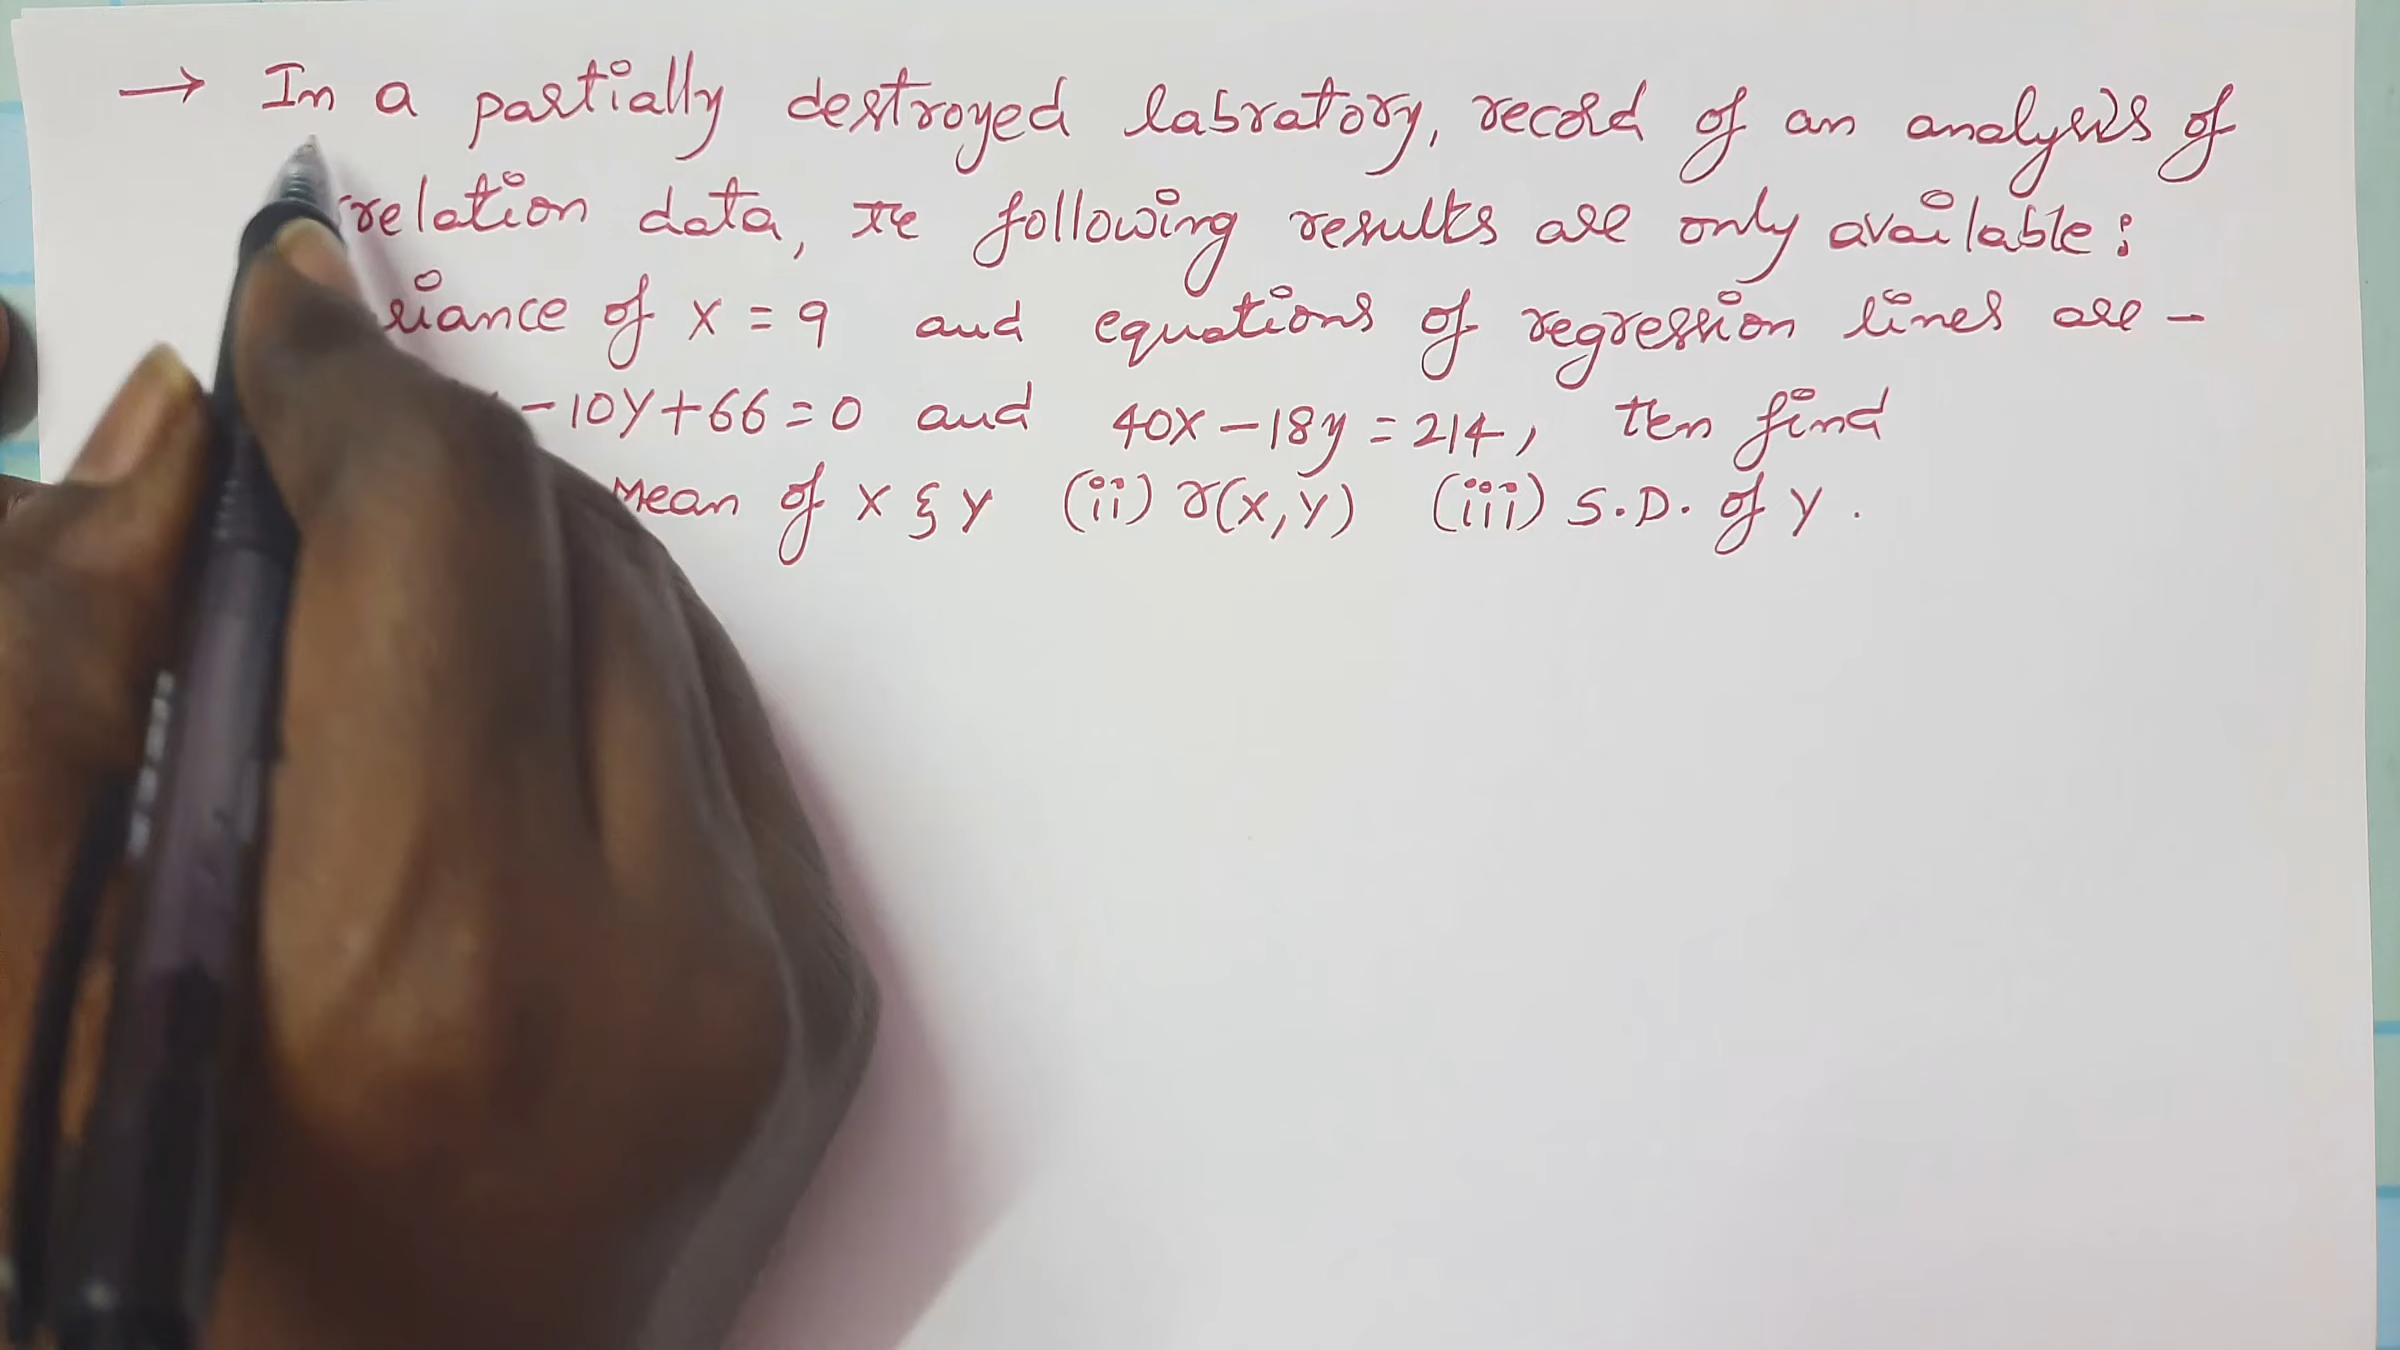 → In a partially destroyed labratory, record of an analysis of
relation data, the following results are only available:
riance of X = 9 and equations of regression lines are -
- 10Y + 66 = 0 and 40X - 18y = 214, then find
Mean of X & Y (ii) r(X, Y) (iii) S.D. of Y.